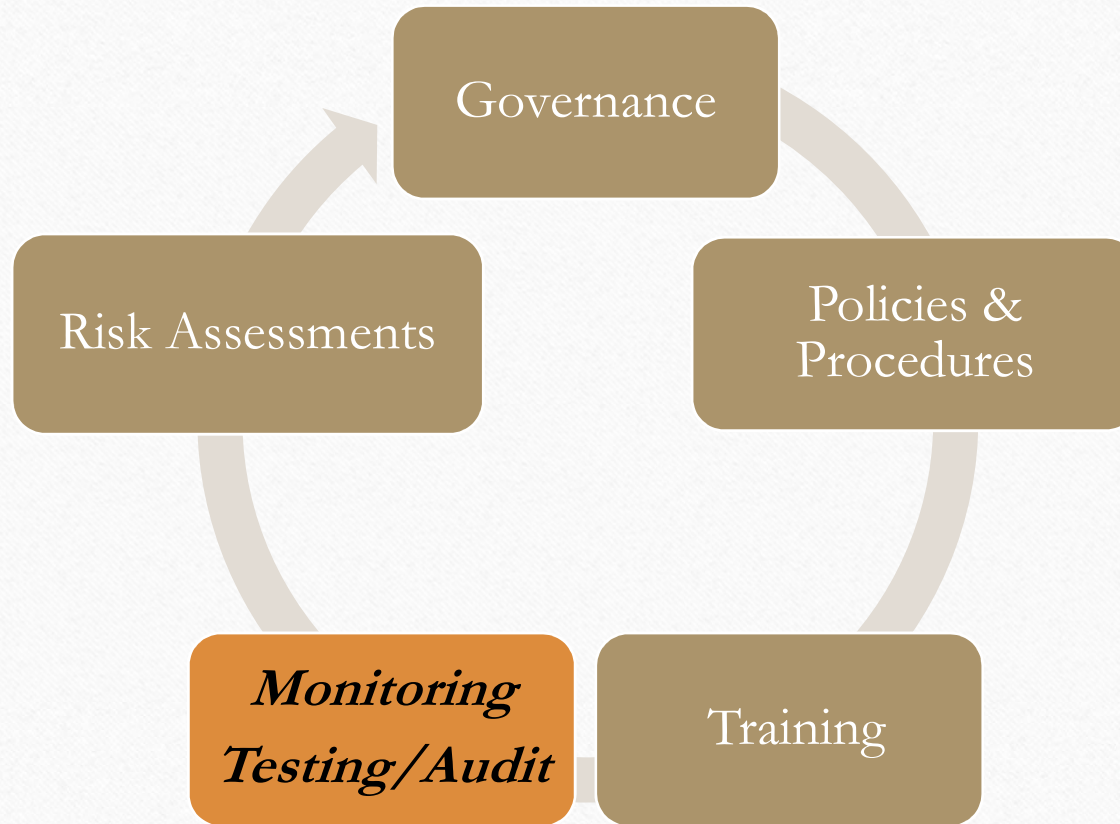 Governance
Policies &
Procedures
Training
Monitoring
Testing/Audit
Risk Assessments